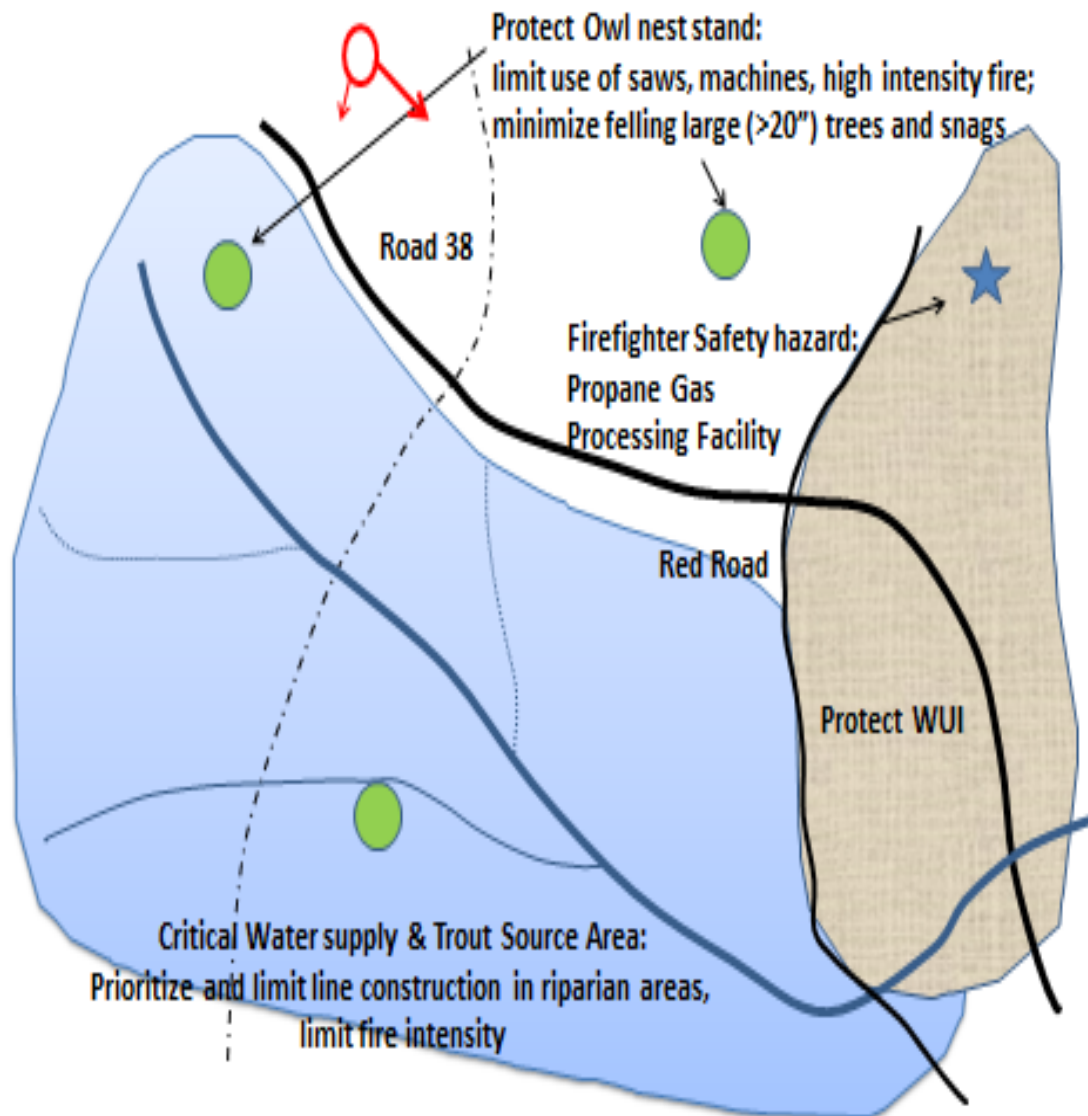 Protect Owl nest stand:
limit use of saws, machines, high intensity fire;
minimize felling large (>20") trees and snags
Road 38
Firefighter Safety hazard:
Propane Gas
Processing Facility
Red Road
Protect WUI
Critical Water supply & Trout Source Area:
Prioritize and limit line construction in riparian areas,
limit fire intensity